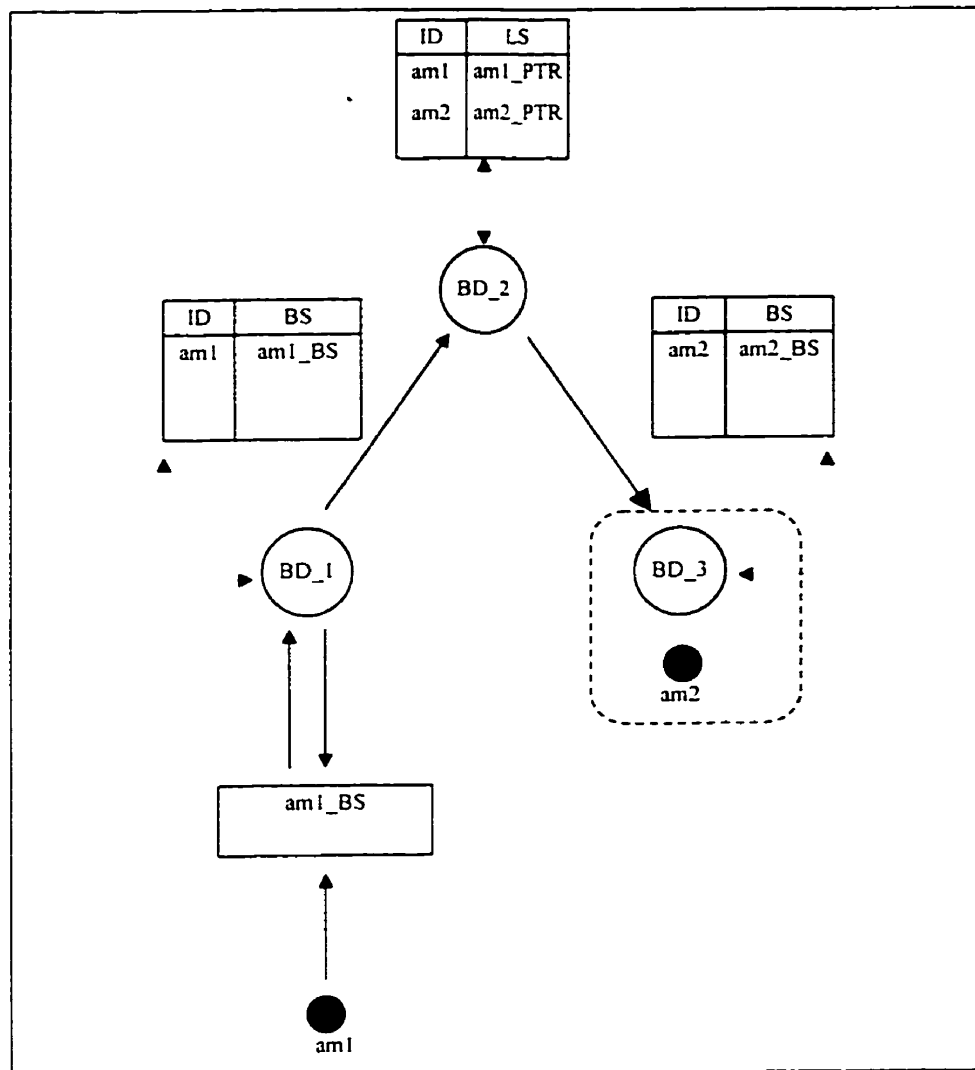 ID LS
am1 am1_PTR
am2 am2_PTR
BD_2
ID BS
am1 am1_BS
ID BS
am2 am2_BS
BD_1
BD_3
am2
am1_BS
am1